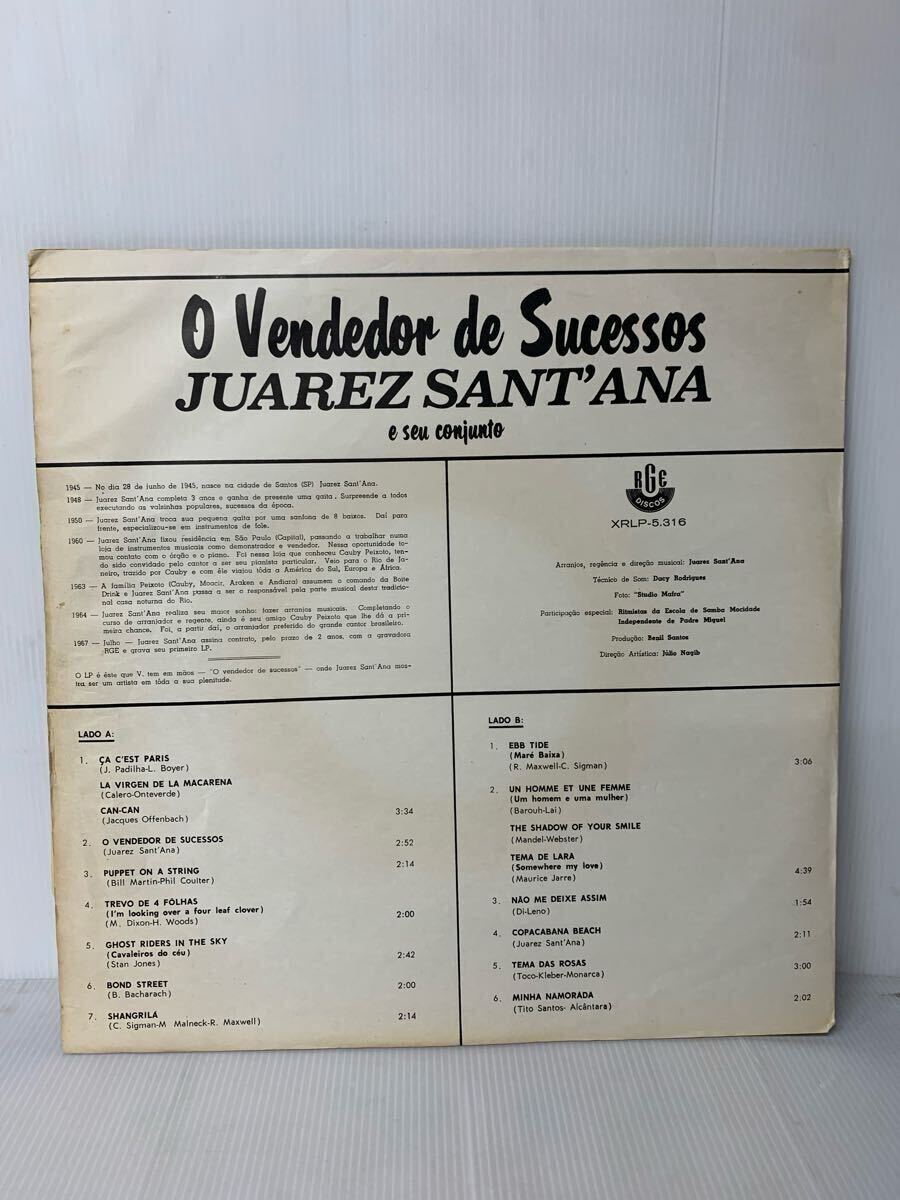 O Vendedor de Sucessos
JUAREZ SANT'ANA
e seu conjunto
1945 — No dia 28 de junho de 1945, nasce na cidade de Santos (SP) Juarez Sant'Ana.
1948 — Juarez Sant'Ana completa 3 anos e ganha de presente uma gaita. Surpreende a todos
executando as valsinhas populares, sucessos da época.
1950 — Juarez Sant'Ana troca sua pequena gaita por uma sanfona de 8 baixos. Daí para
frente, especializou-se em instrumentos de fole.
1960 — Juarez Sant'Ana fixou residência em São Paulo (Capital), passando a trabalhar numa
loja de instrumentos musicais como demonstrador e vendedor. Nessa oportunidade to-
mou contato com o órgão e o piano. Foi nessa loja que conheceu Cauby Peixoto, ten-
do sido convidado pelo cantor a ser seu pianista particular. Veio para o Rio de Ja-
neiro, trazido por Cauby e com êle viajou tôda a América do Sul, Europa e África.
1963 — A família Peixoto (Cauby, Moacir, Araken e Andiara) assumem o comando da Boite
Drink e Juarez Sant'Ana passa a ser o responsável pela parte musical desta tradicio-
nal casa noturna do Rio.
1964 — Juarez Sant'Ana realiza seu maior sonho: fazer arranjos musicais. Completando o
curso de arranjador e regente, ainda é seu amigo Cauby Peixoto que lhe dá a pri-
meira chance. Foi, a partir daí, o arranjador preferido do grande cantor brasileiro.
1967 — Julho — Juarez Sant'Ana assina contrato, pelo prazo de 2 anos, com a gravadora
RGE e grava seu primeiro LP.
O LP é êste que V. tem em mãos — "O vendedor de sucessos" — onde Juarez Sant'Ana mos-
tra ser um artista em tôda a sua plenitude.
RGE
DISCOS
XRLP-5.316
Arranjos, regência e direção musical: Juarez Sant'Ana
Técnico de Som: Dacy Rodrigues
Foto: "Studio Mafra"
Participação especial: Ritmistas da Escola de Samba Mocidade
Independente de Padre Miguel
Produção: Benil Santos
Direção Artística: Júlio Nagib
LADO A:
1. ÇA C'EST PARIS
(J. Padilha-L. Boyer)
LA VIRGEN DE LA MACARENA
(Calero-Onteverde)
CAN-CAN 3:34
(Jacques Offenbach)
2. O VENDEDOR DE SUCESSOS 2:52
(Juarez Sant'Ana)
3. PUPPET ON A STRING 2:14
(Bill Martin-Phil Coulter)
4. TREVO DE 4 FÔLHAS
(I'm looking over a four leaf clover) 2:00
(M. Dixon-H. Woods)
5. GHOST RIDERS IN THE SKY
(Cavaleiros do céu) 2:42
(Stan Jones)
6. BOND STREET 2:00
(B. Bacharach)
7. SHANGRILÁ 2:14
(C. Sigman-M Malneck-R. Maxwell)
LADO B:
1. EBB TIDE
(Maré Baixa) 3:06
(R. Maxwell-C. Sigman)
2. UN HOMME ET UNE FEMME
(Um homem e uma mulher)
(Barouh-Lai)
THE SHADOW OF YOUR SMILE
(Mandel-Webster)
TEMA DE LARA
(Somewhere my love) 4:39
(Maurice Jarre)
3. NÃO ME DEIXE ASSIM 1:54
(Di-Leno)
4. COPACABANA BEACH 2:11
(Juarez Sant'Ana)
5. TEMA DAS ROSAS 3:00
(Toco-Kleber-Monarca)
6. MINHA NAMORADA 2:02
(Tito Santos- Alcântara)